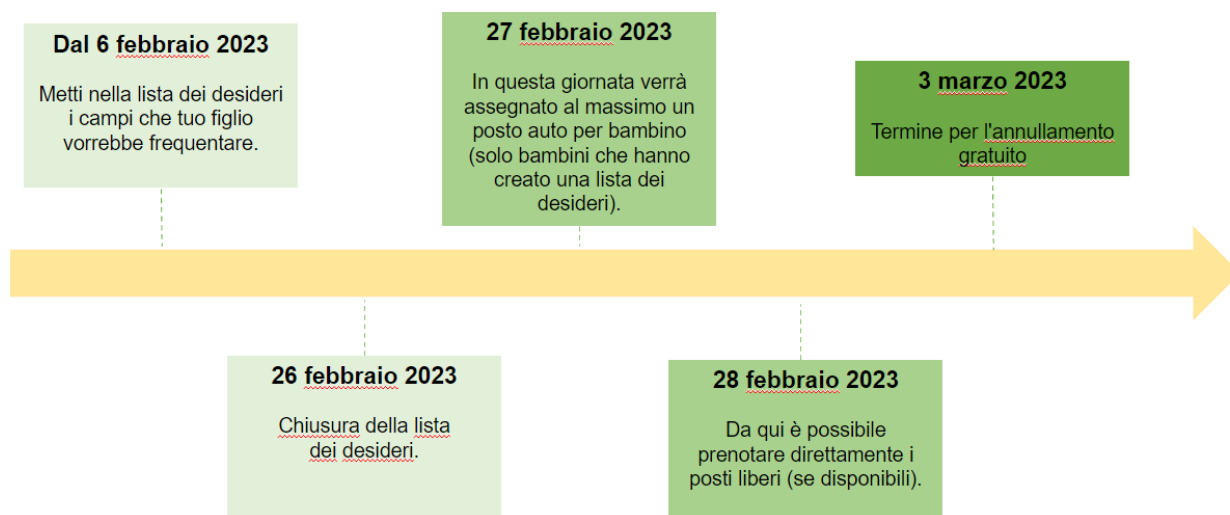 Dal 6 febbraio 2023
Metti nella lista dei desideri
i campi che tuo figlio
vorrebbe frequentare.
26 febbraio 2023
Chiusura della lista
dei desideri.
27 febbraio 2023
In questa giornata verrà
assegnato al massimo un
posto auto per bambino
(solo bambini che hanno
creato una lista dei
desideri).
28 febbraio 2023
Da qui è possibile
prenotare direttamente i
posti liberi (se disponibili).
3 marzo 2023
Termine per l'annullamento
gratuito